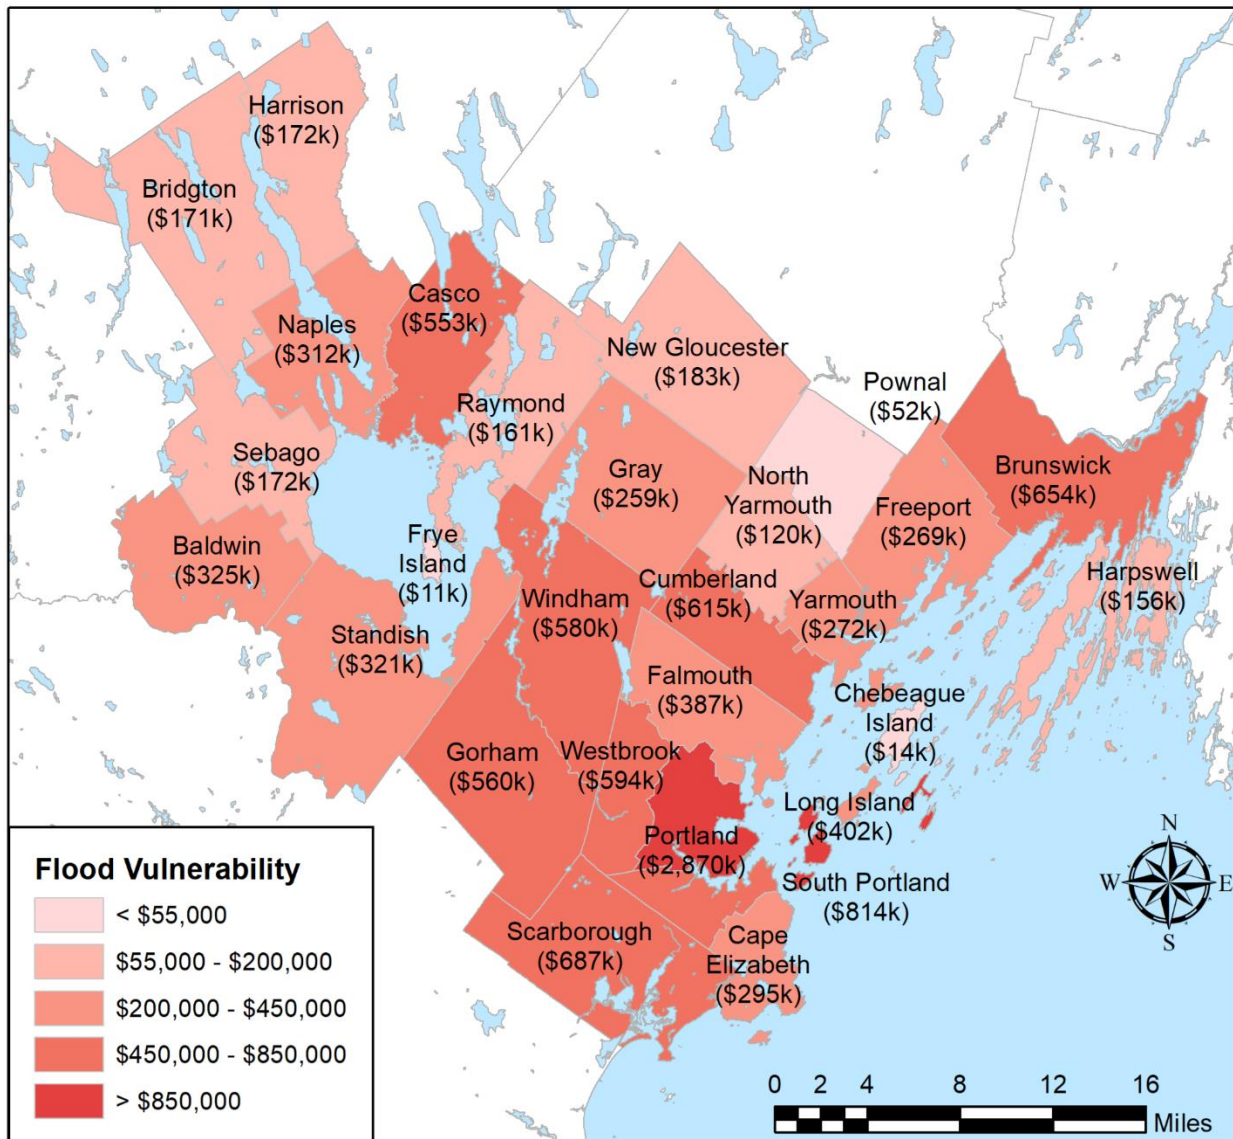 Harrison
($172k)
Bridgton
($171k)
Casco
($553k)
Naples
($312k)
New Gloucester
($183k)
Pownal
($52k)
Raymond
($161k)
Sebago
($172k)
Gray
($259k)
North
Yarmouth
($120k)
Brunswick
($654k)
Freeport
($269k)
Baldwin
($325k)
Frye
Island
($11k)
Harpswell
($156k)
Cumberland
($615k)
Windham
($580k)
Yarmouth
($272k)
Standish
($321k)
Falmouth
($387k)
Chebeague
Island
($14k)
Gorham
($560k)
Westbrook
($594k)
Long Island
($402k)
Portland
($2,870k)
South Portland
($814k)
Scarborough
($687k)
Cape
Elizabeth
($295k)
N
W
E
S
Flood Vulnerability
< $55,000
$55,000 - $200,000
$200,000 - $450,000
$450,000 - $850,000
> $850,000
0 2 4 8 12 16
Miles